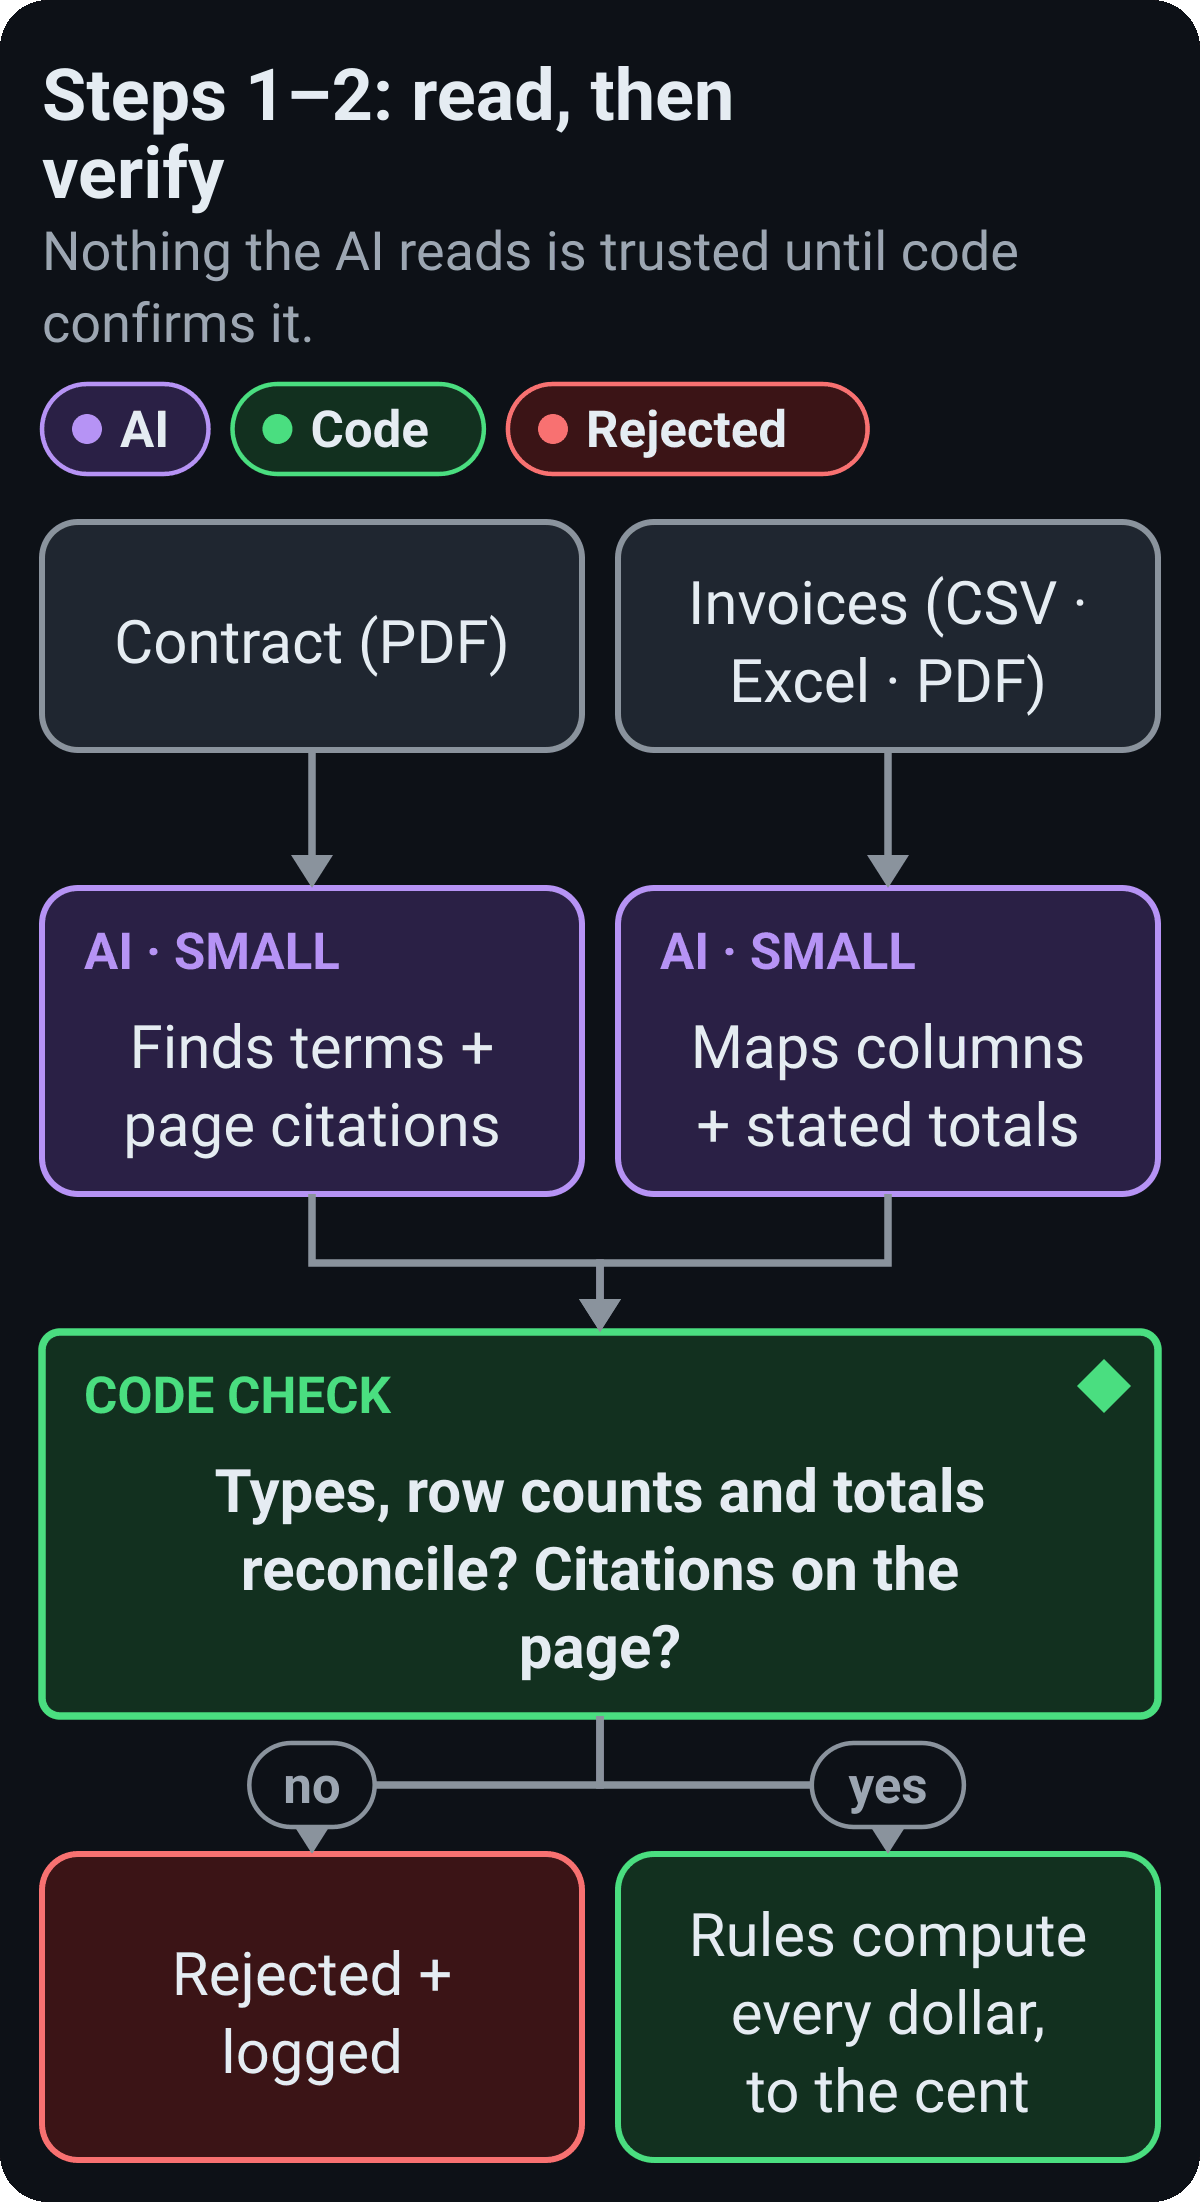 Steps 1–2: read, then
verify
Nothing the AI reads is trusted until code
confirms it.
AI
Code
Rejected
Contract (PDF)
Invoices (CSV ·
Excel · PDF)
AI · SMALL
Finds terms +
page citations
AI · SMALL
Maps columns
+ stated totals
CODE CHECK
Types, row counts and totals
reconcile? Citations on the
page?
no
yes
Rejected +
logged
Rules compute
every dollar,
to the cent